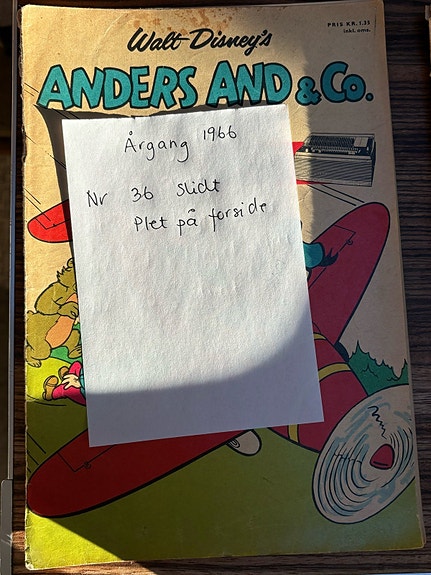 Walt Disney's
PRIS KR. 1.35
inkl. oms.
ANDERS AND & Co.
Årgang 1966
Nr 36 slidt
Plet på forside